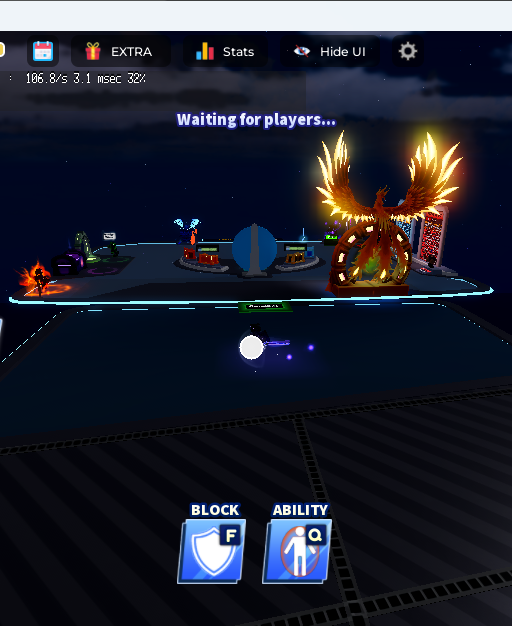 EXTRA
Stats
Hide UI
: 106.8/s 3.1 msec 32%
Waiting for players...
BLOCK
ABILITY
F
Q